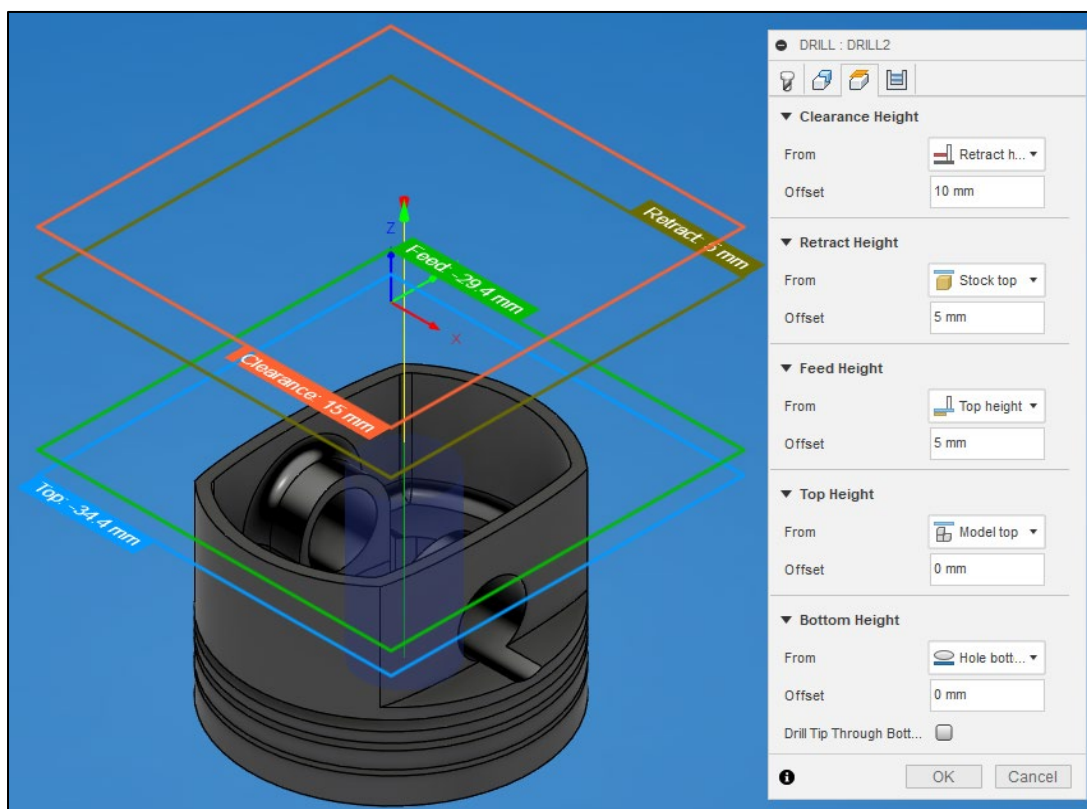 DRILL : DRILL2
Clearance Height
From Retract h...
Offset 10 mm
Retract Height
From Stock top
Offset 5 mm
Feed Height
From Top height
Offset 5 mm
Top Height
From Model top
Offset 0 mm
Bottom Height
From Hole bott...
Offset 0 mm
Drill Tip Through Bott...
OK Cancel
Retract: 5 mm
Z
Feed: -29.4 mm
X
Clearance: 15 mm
Top: -34.4 mm